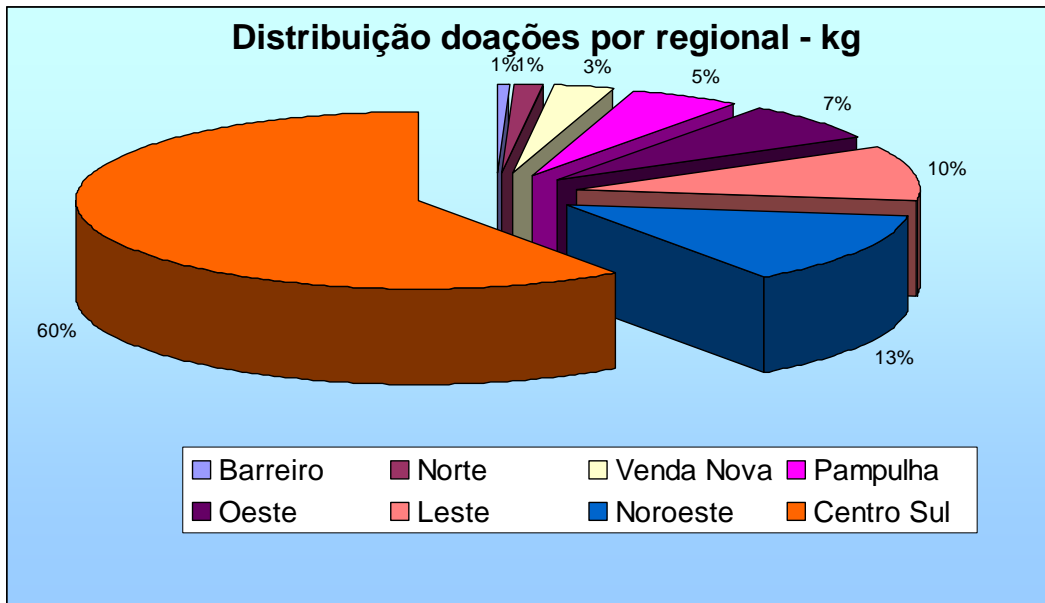 Distribuição doações por regional - kg
1% 1% 3% 5% 7%
10%
60%
13%
Barreiro Norte Venda Nova Pampulha
Oeste Leste Noroeste Centro Sul